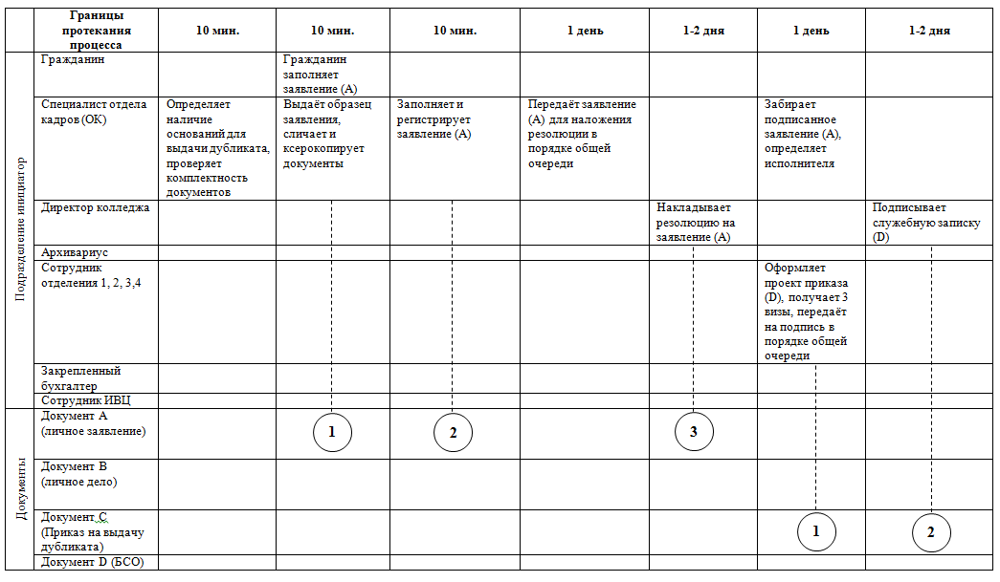 Границы
протекания
процесса
10 мин.
10 мин.
10 мин.
1 день
1-2 дня
1 день
1-2 дня
Подразделение инициатор
Гражданин
Гражданин
заполняет
заявление (А)
Специалист отдела
кадров (ОК)
Определяет
наличие
оснований для
выдачи дубликата,
проверяет
комплектность
документов
Выдаёт образец
заявления,
сличает и
ксерокопирует
документы
Заполняет и
регистрирует
заявление (А)
Передаёт заявление
(А) для наложения
резолюции в
порядке общей
очереди
Забирает
подписанное
заявление (А),
определяет
исполнителя
Директор колледжа
Накладывает
резолюцию на
заявление (А)
Подписывает
служебную записку
(D)
Архивариус
Сотрудник
отделения 1, 2, 3,4
Оформляет
проект приказа
(D), получает 3
визы, передаёт
на подпись в
порядке общей
очереди
Закрепленный
бухгалтер
Сотрудник ИВЦ
Документы
Документ А
(личное заявление)
1
2
3
Документ В
(личное дело)
Документ С
(Приказ на выдачу
дубликата)
1
2
Документ D (БСО)